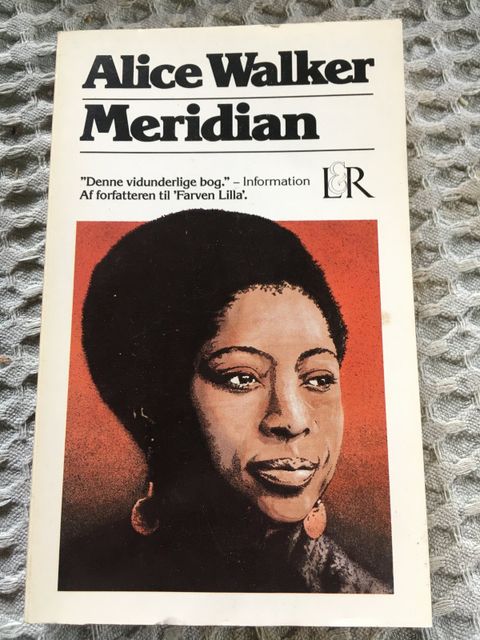 Alice Walker
Meridian
"Denne vidunderlige bog." – Information
Af forfatteren til 'Farven Lilla'.
L&R